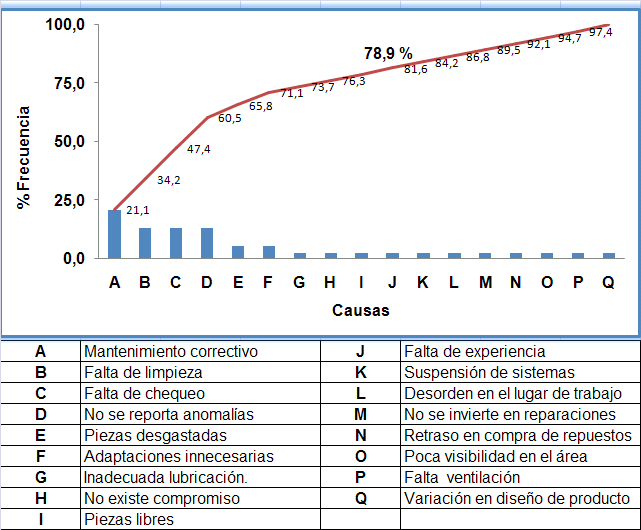 100,0
75,0
50,0
25,0
0,0
% Frecuencia
78,9 %
21,1
34,2
47,4
60,5
65,8
71,1
73,7
76,3
81,6
84,2
86,8
89,5
92,1
94,7
97,4
A B C D E F G H I J K L M N O P Q
Causas
A Mantenimiento correctivo J Falta de experiencia
B Falta de limpieza K Suspensión de sistemas
C Falta de chequeo L Desorden en el lugar de trabajo
D No se reporta anomalías M No se invierte en reparaciones
E Piezas desgastadas N Retraso en compra de repuestos
F Adaptaciones innecesarias O Poca visibilidad en el área
G Inadecuada lubricación. P Falta ventilación
H No existe compromiso Q Variación en diseño de producto
I Piezas libres